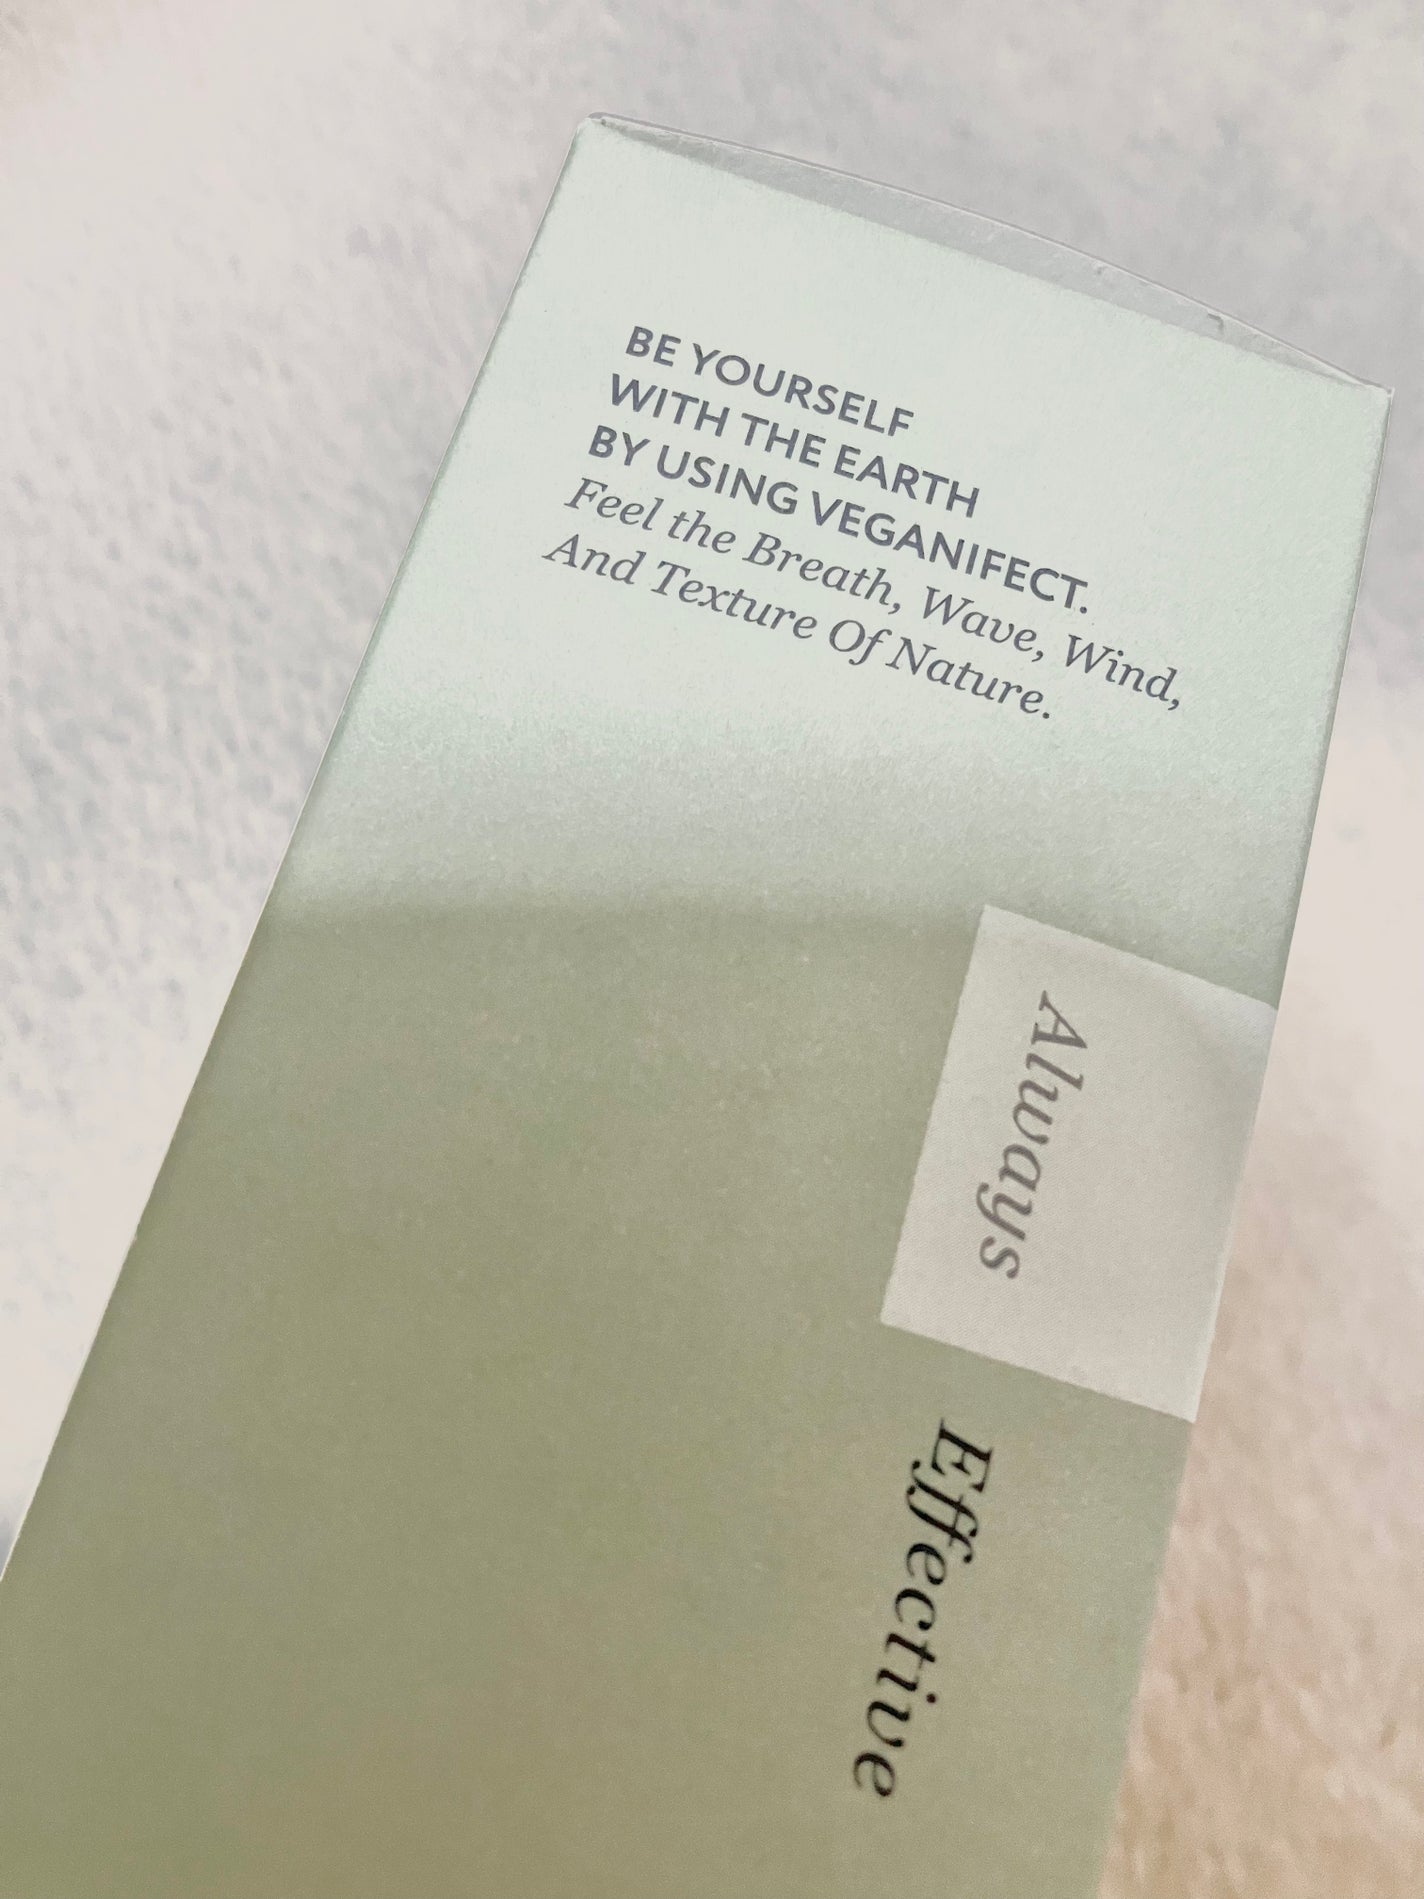 BE YOURSELF
WITH THE EARTH
BY USING VEGANIFECT.
Feel the Breath, Wave, Wind,
And Texture Of Nature.
Always
Effective